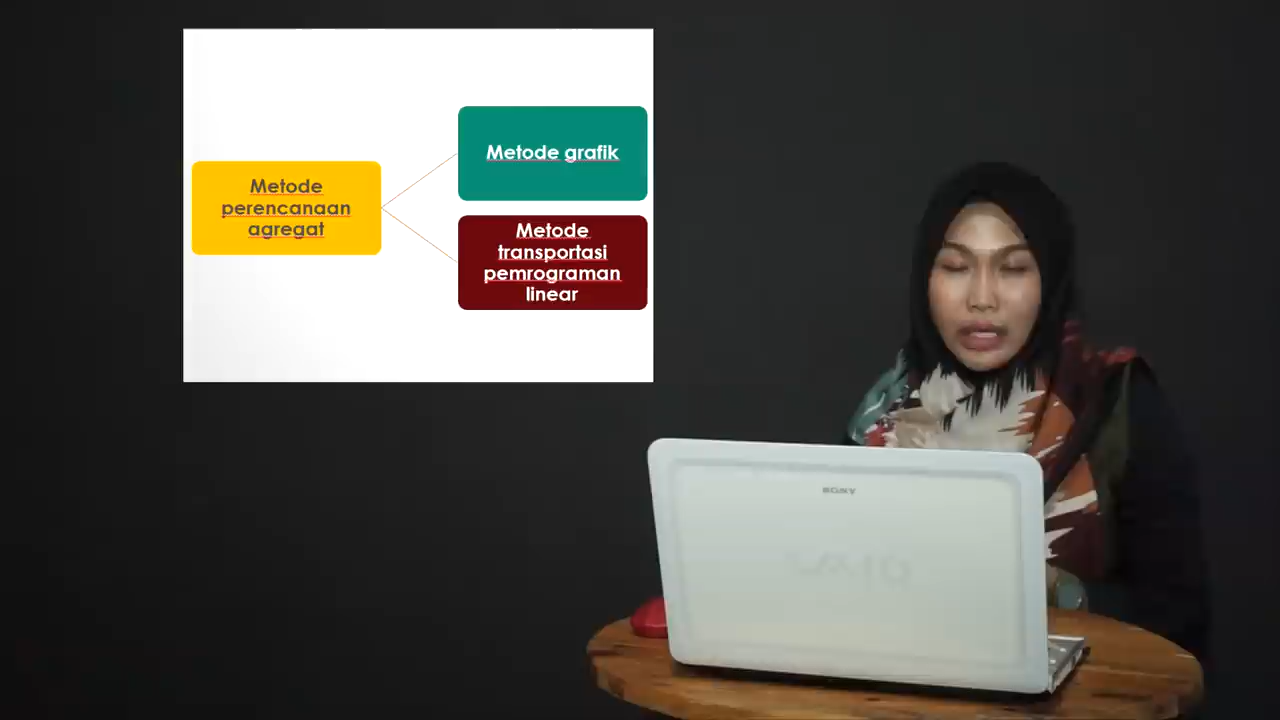 Metode
perencanaan
agregat
Metode grafik
Metode
transportasi
pemrograman
linear
SONY
VAIO